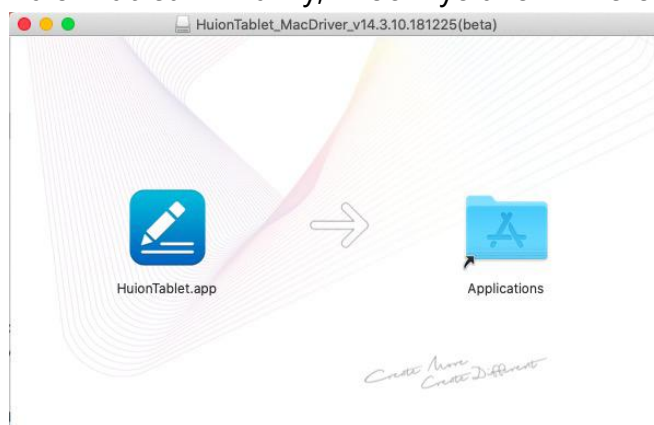 HuionTablet_MacDriver_v14.3.10.181225(beta)
HuionTablet.app
Applications
Create More
Create Different